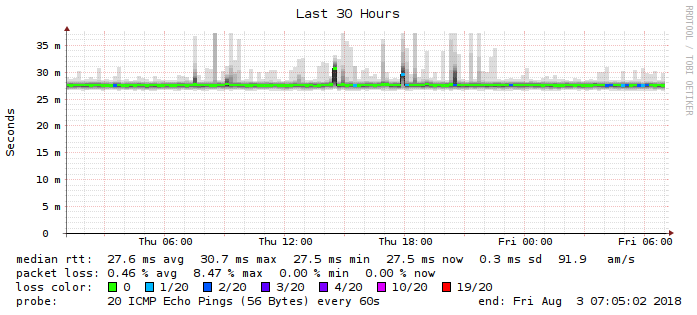 Last 30 Hours
RRDTOOL / TOBI OETIKER
Seconds
35 m
30 m
25 m
20 m
15 m
10 m
5 m
0
Thu 06:00 Thu 12:00 Thu 18:00 Fri 00:00 Fri 06:00
median rtt: 27.6 ms avg 30.7 ms max 27.5 ms min 27.5 ms now 0.3 ms sd 91.9 am/s
packet loss: 0.46 % avg 8.47 % max 0.00 % min 0.00 % now
loss color: 0 1/20 2/20 3/20 4/20 10/20 19/20
probe: 20 ICMP Echo Pings (56 Bytes) every 60s end: Fri Aug 3 07:05:02 2018